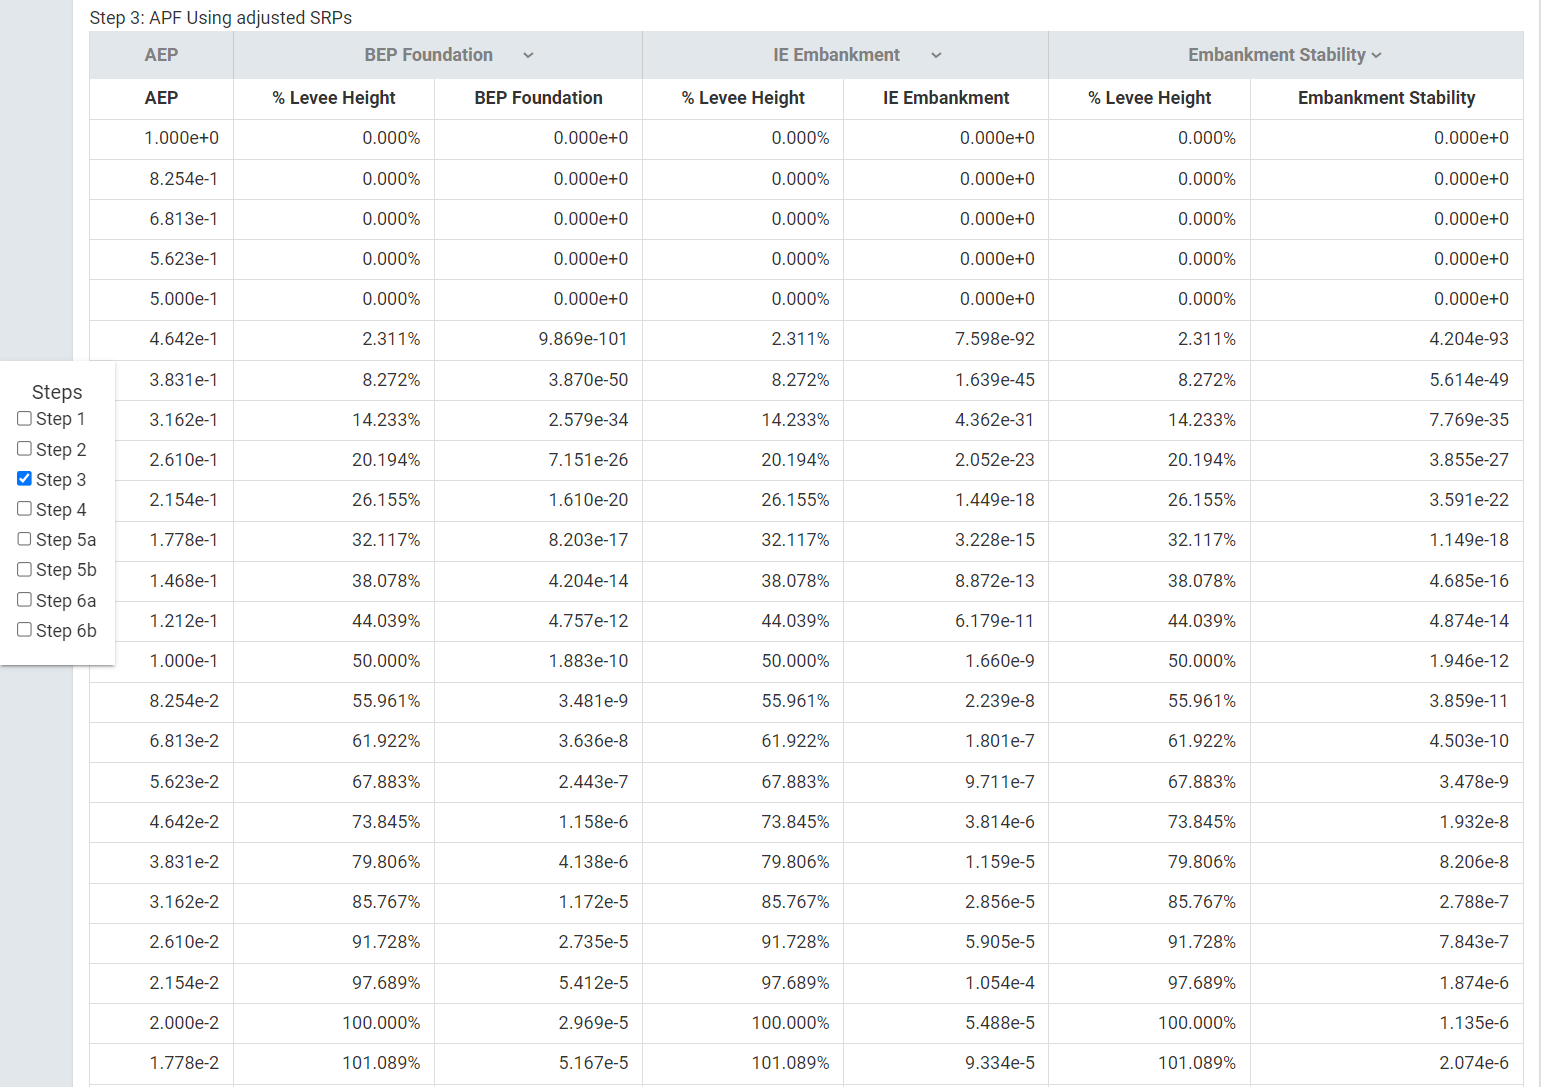 Step 3: APF Using adjusted SRPs
AEP BEP Foundation IE Embankment Embankment Stability
AEP % Levee Height BEP Foundation % Levee Height IE Embankment % Levee Height Embankment Stability
1.000e+0 0.000% 0.000e+0 0.000% 0.000e+0 0.000% 0.000e+0
8.254e-1 0.000% 0.000e+0 0.000% 0.000e+0 0.000% 0.000e+0
6.813e-1 0.000% 0.000e+0 0.000% 0.000e+0 0.000% 0.000e+0
5.623e-1 0.000% 0.000e+0 0.000% 0.000e+0 0.000% 0.000e+0
5.000e-1 0.000% 0.000e+0 0.000% 0.000e+0 0.000% 0.000e+0
4.642e-1 2.311% 9.869e-101 2.311% 7.598e-92 2.311% 4.204e-93
3.831e-1 8.272% 3.870e-50 8.272% 1.639e-45 8.272% 5.614e-49
3.162e-1 14.233% 2.579e-34 14.233% 4.362e-31 14.233% 7.769e-35
2.610e-1 20.194% 7.151e-26 20.194% 2.052e-23 20.194% 3.855e-27
2.154e-1 26.155% 1.610e-20 26.155% 1.449e-18 26.155% 3.591e-22
1.778e-1 32.117% 8.203e-17 32.117% 3.228e-15 32.117% 1.149e-18
1.468e-1 38.078% 4.204e-14 38.078% 8.872e-13 38.078% 4.685e-16
1.212e-1 44.039% 4.757e-12 44.039% 6.179e-11 44.039% 4.874e-14
1.000e-1 50.000% 1.883e-10 50.000% 1.660e-9 50.000% 1.946e-12
8.254e-2 55.961% 3.481e-9 55.961% 2.239e-8 55.961% 3.859e-11
6.813e-2 61.922% 3.636e-8 61.922% 1.801e-7 61.922% 4.503e-10
5.623e-2 67.883% 2.443e-7 67.883% 9.711e-7 67.883% 3.478e-9
4.642e-2 73.845% 1.158e-6 73.845% 3.814e-6 73.845% 1.932e-8
3.831e-2 79.806% 4.138e-6 79.806% 1.159e-5 79.806% 8.206e-8
3.162e-2 85.767% 1.172e-5 85.767% 2.856e-5 85.767% 2.788e-7
2.610e-2 91.728% 2.735e-5 91.728% 5.905e-5 91.728% 7.843e-7
2.154e-2 97.689% 5.412e-5 97.689% 1.054e-4 97.689% 1.874e-6
2.000e-2 100.000% 2.969e-5 100.000% 5.488e-5 100.000% 1.135e-6
1.778e-2 101.089% 5.167e-5 101.089% 9.334e-5 101.089% 2.074e-6
Steps
Step 1
Step 2
Step 3
Step 4
Step 5a
Step 5b
Step 6a
Step 6b